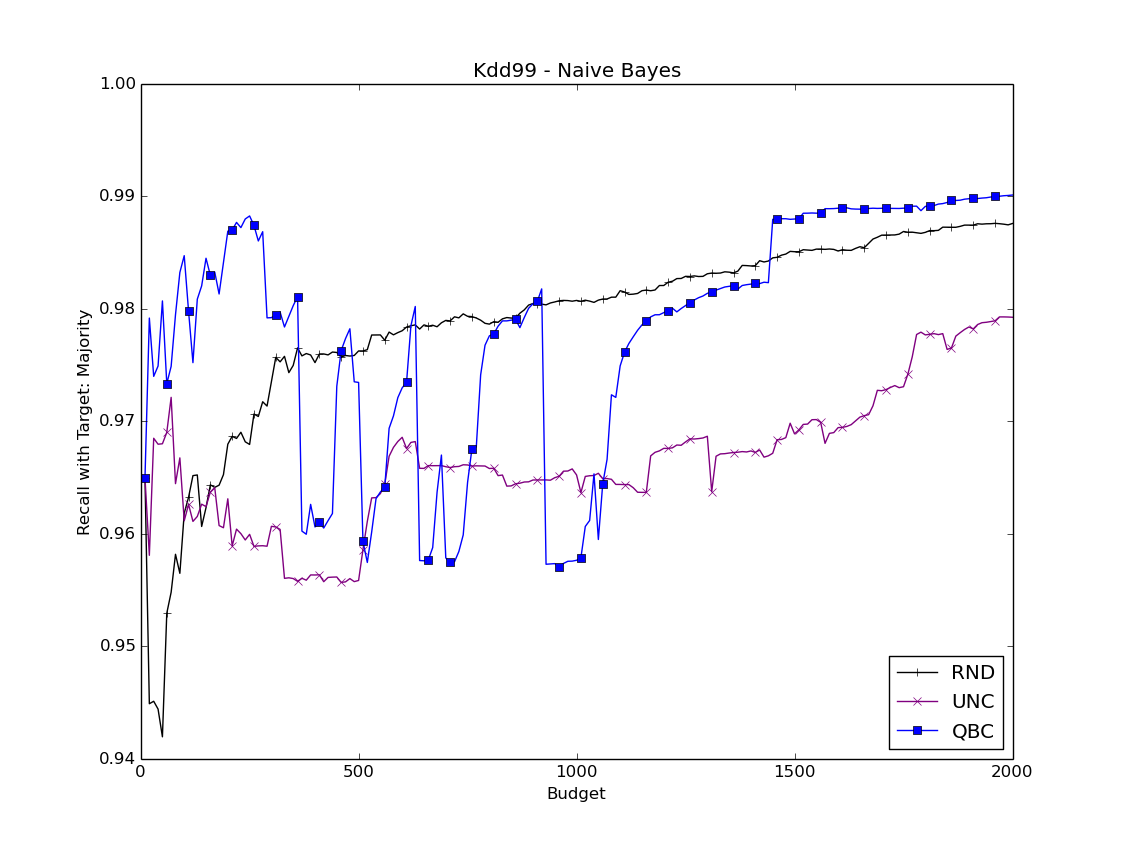 Kdd99 - Naive Bayes
1.00
0.99
0.98
0.97
0.96
0.95
0.94
Recall with Target: Majority
0
500
1000
1500
2000
Budget
RND
UNC
QBC